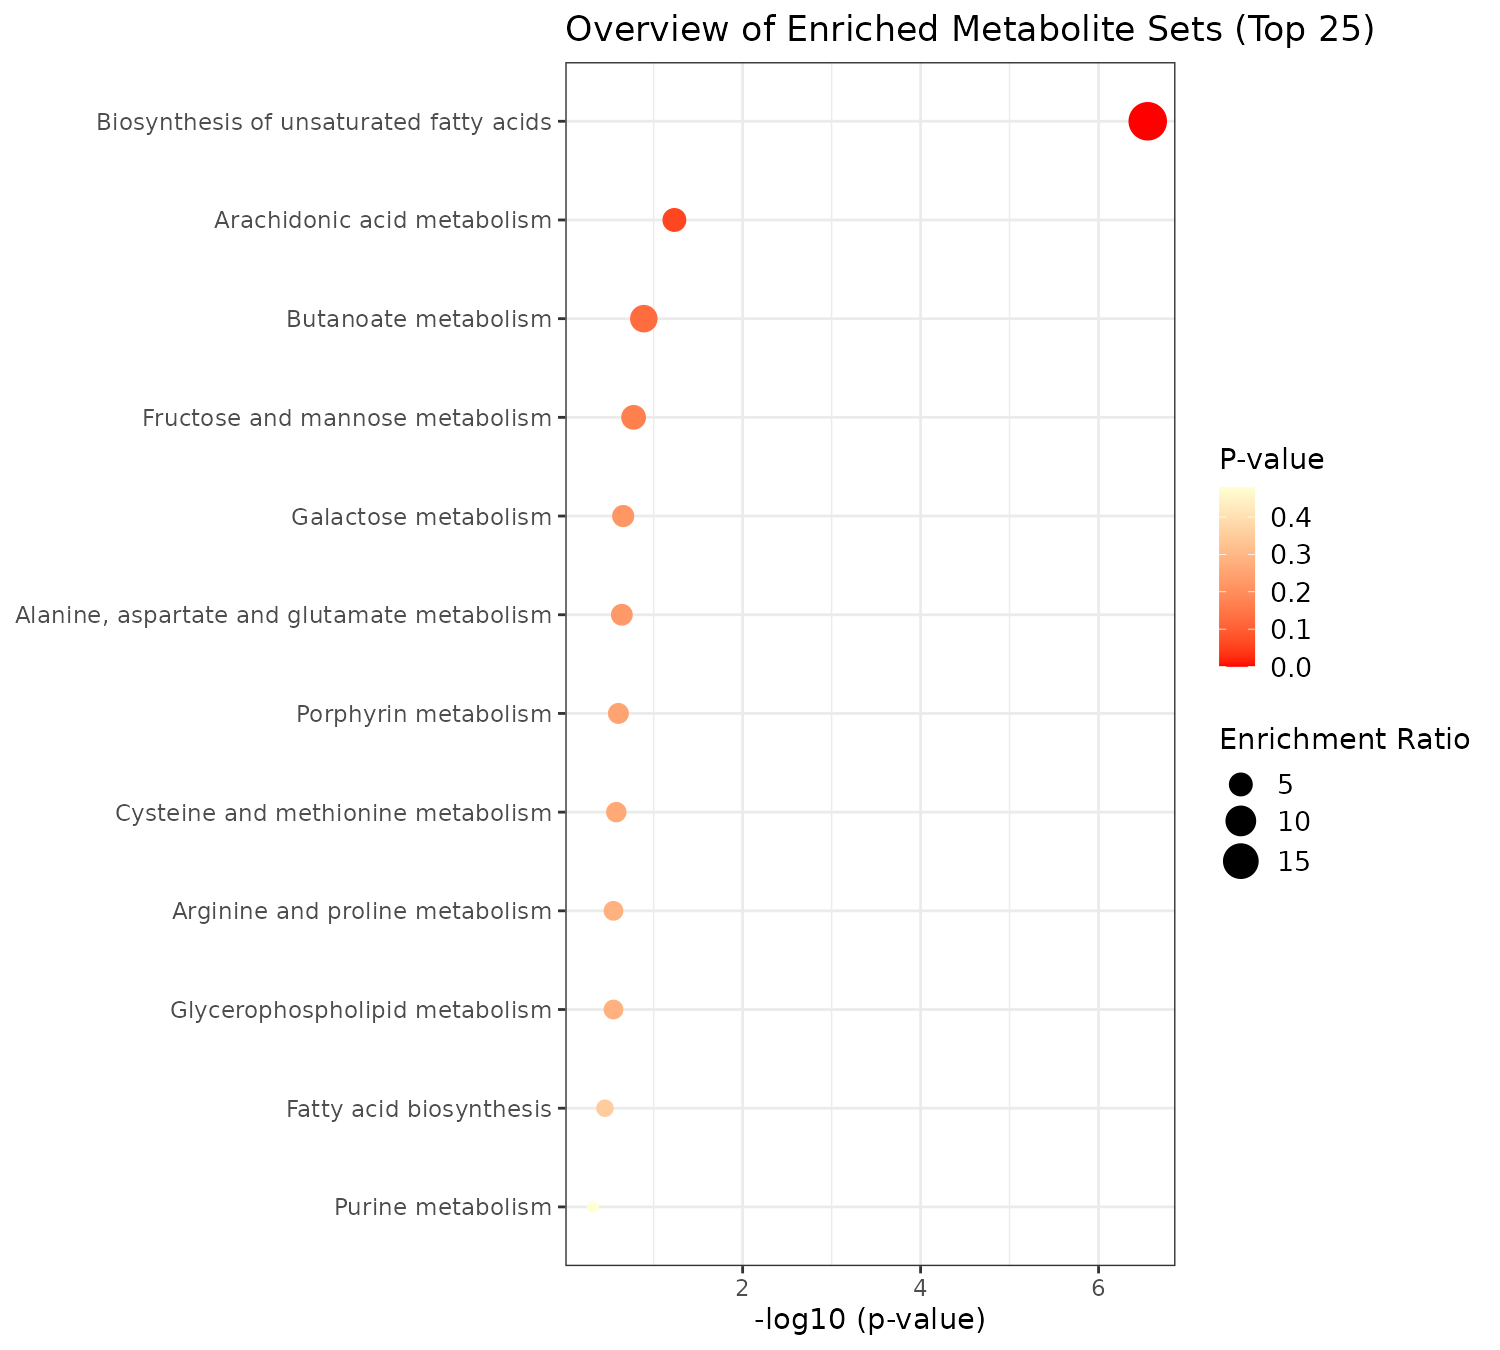 Overview of Enriched Metabolite Sets (Top 25)
Biosynthesis of unsaturated fatty acids
Arachidonic acid metabolism
Butanoate metabolism
Fructose and mannose metabolism
Galactose metabolism
Alanine, aspartate and glutamate metabolism
Porphyrin metabolism
Cysteine and methionine metabolism
Arginine and proline metabolism
Glycerophospholipid metabolism
Fatty acid biosynthesis
Purine metabolism
2 4 6
-log10 (p-value)
P-value
0.4
0.3
0.2
0.1
0.0
Enrichment Ratio
5
10
15